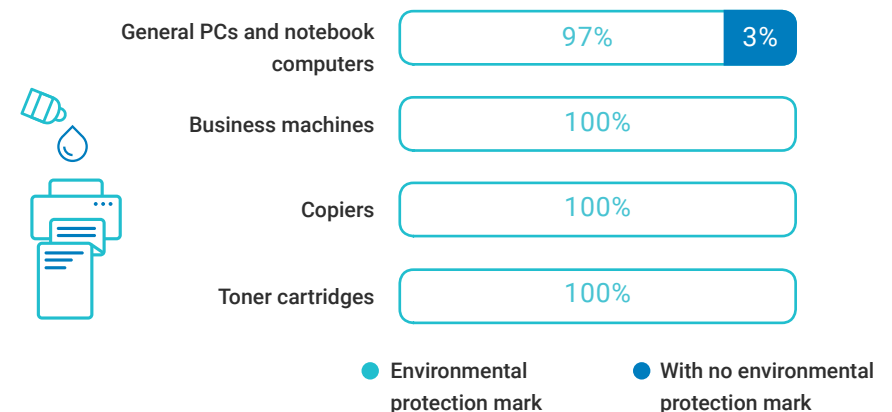 General PCs and notebook
computers
97%
3%
Business machines
100%
Copiers
100%
Toner cartridges
100%
Environmental
protection mark
With no environmental
protection mark